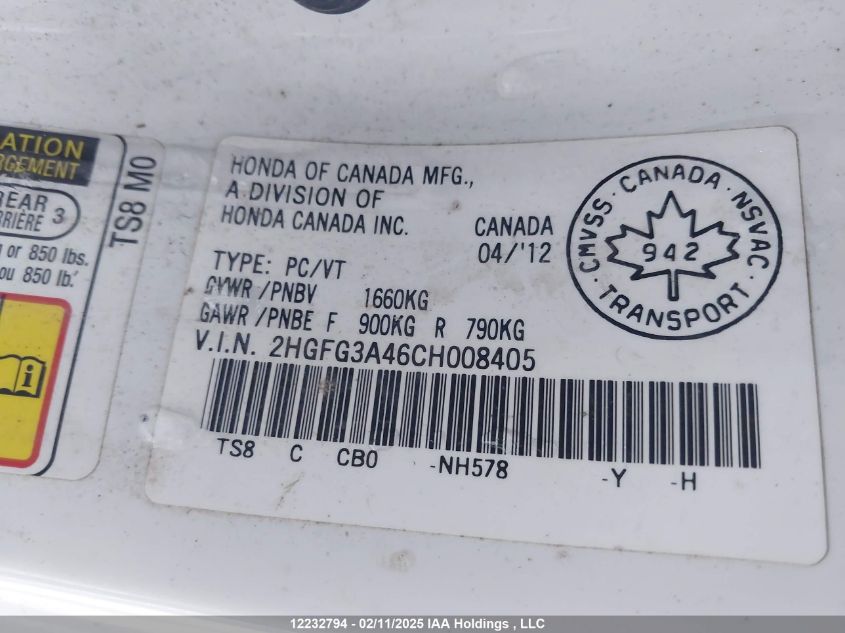 ATION
RGEMENT
REAR
RRIÈRE 3
or 850 lbs.
ou 850 lb.
TS8 M0
HONDA OF CANADA MFG.,
A DIVISION OF
HONDA CANADA INC.
CANADA
04/'12
TYPE: PC/VT
GVWR /PNBV 1660KG
GAWR /PNBE F 900KG R 790KG
V.I.N. 2HGFG3A46CH008405
TS8 C CB0 -NH578 -Y -H
CMVSS · CANADA · NSVAC · TRANSPORT ·
942
12232794 - 02/11/2025 IAA Holdings , LLC